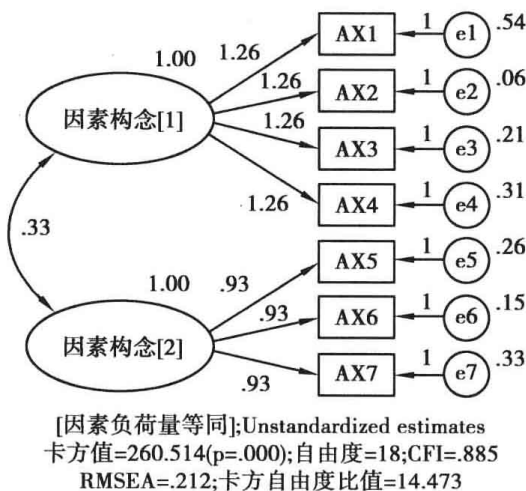 1.00 1.26 AX1 1 e1 .54
1.26 AX2 1 e2 .06
因素构念[1]
1.26 AX3 1 e3 .21
1.26 AX4 1 e4 .31
.33
1.00 .93 AX5 1 e5 .26
.93 AX6 1 e6 .15
因素构念[2]
.93 AX7 1 e7 .33
[因素负荷量等同];Unstandardized estimates
卡方值=260.514(p=.000);自由度=18;CFI=.885
RMSEA=.212;卡方自由度比值=14.473